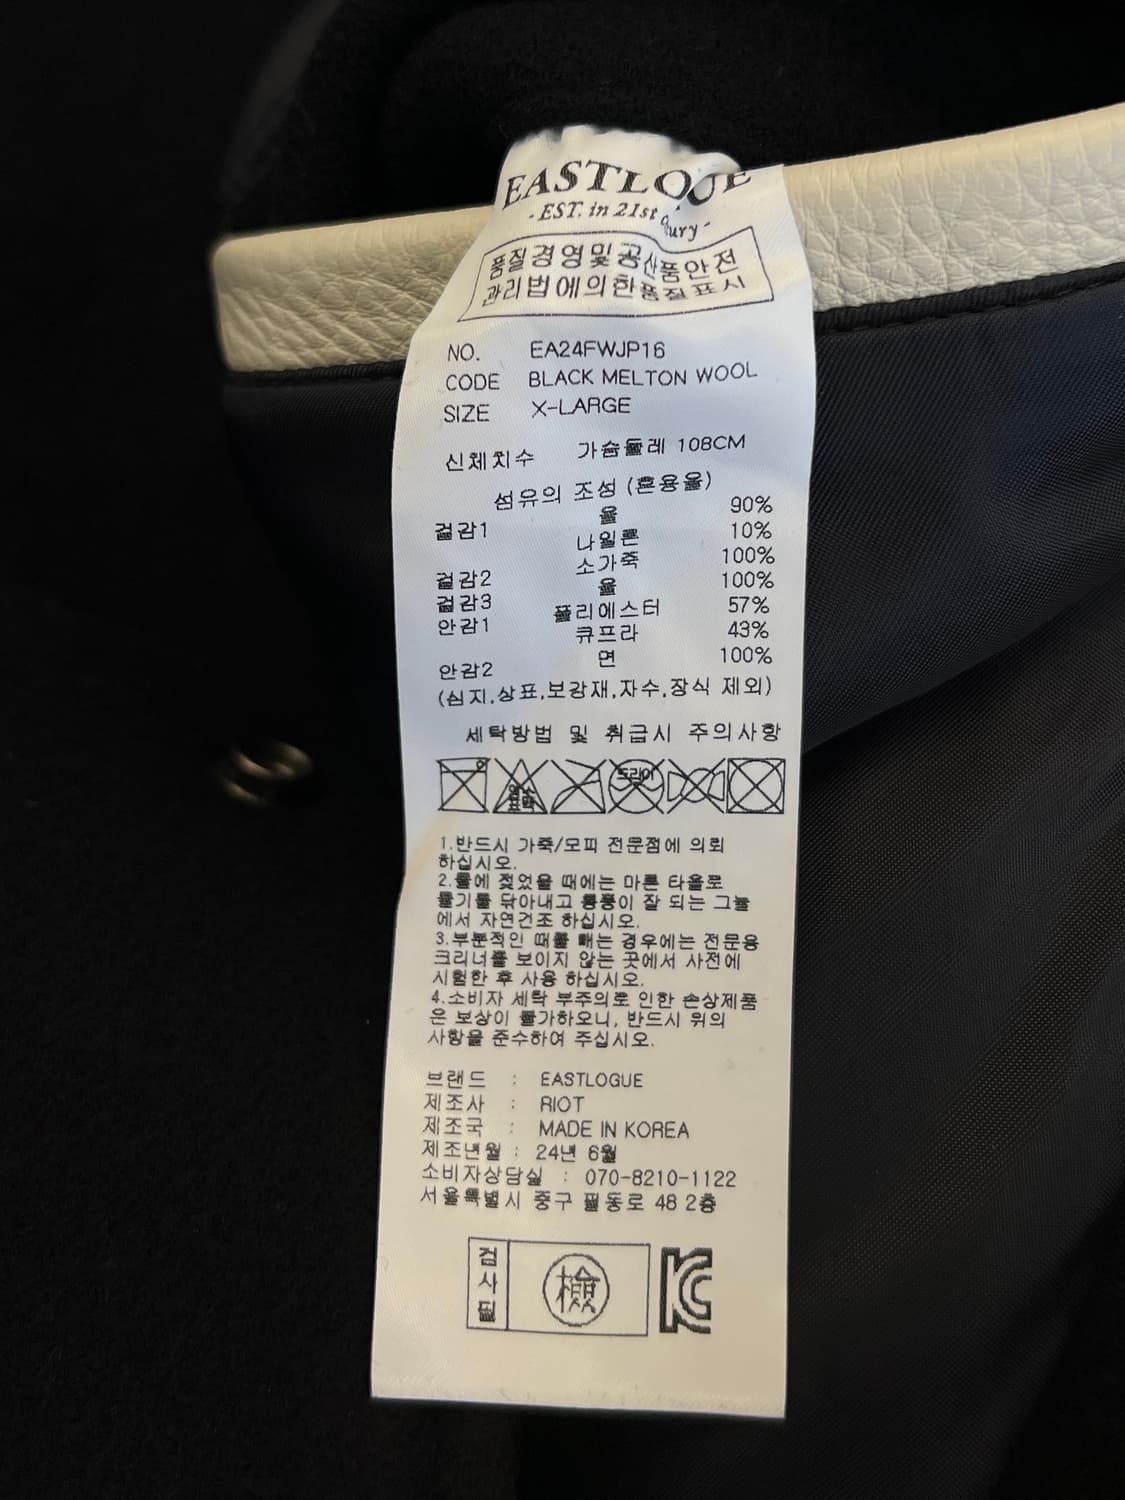 EASTLOGUE
- EST. in 21st
품질경영및공산품안전
관리법에의한품질표시
NO. EA24FWJP16
CODE BLACK MELTON WOOL
SIZE X-LARGE
신체치수 가슴둘레 108CM
섬유의 조성 (혼용율)
겉감1 울 90%
나일론 10%
소가죽 100%
겉감2 울 100%
겉감3 폴리에스터 57%
안감1 큐프라 43%
안감2 면 100%
(심지,상표,보강재,자수,장식 제외)
세탁방법 및 취급시 주의사항
드라이
1.반드시 가죽/모피 전문점에 의뢰
하십시오.
2.물에 젖었을 때에는 마른 타올로
물기를 닦아내고 통풍이 잘 되는 그늘
에서 자연건조 하십시오.
3.부분적인 때를 빼는 경우에는 전문용
크리너를 보이지 않는 곳에서 사전에
시험한 후 사용 하십시오.
4.소비자 세탁 부주의로 인한 손상제품
은 보상이 불가하오니, 반드시 위의
사항을 준수하여 주십시오.
브랜드 : EASTLOGUE
제조사 : RIOT
제조국 : MADE IN KOREA
제조년월 : 24년 6월
소비자상담실 : 070-8210-1122
서울특별시 중구 필동로 48 2층
검사필 檢 KC